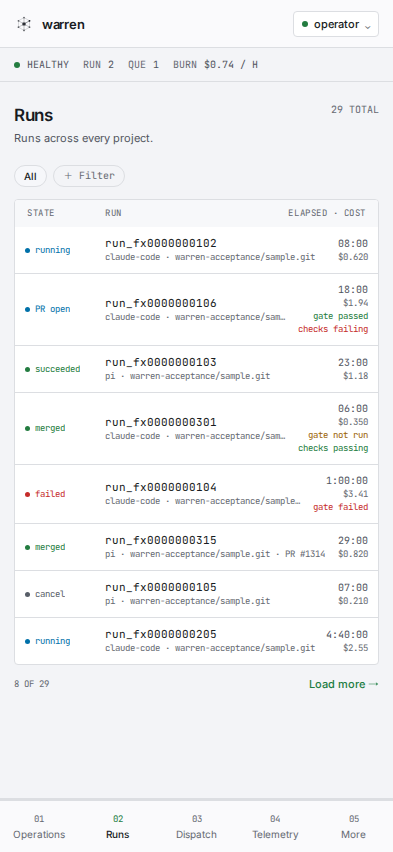 warren
operator
HEALTHY RUN 2 QUE 1 BURN $0.74 / H
Runs
29 TOTAL
Runs across every project.
All
+ Filter
STATE RUN ELAPSED · COST
running
run_fx0000000102
claude-code · warren-acceptance/sample.git
08:00
$0.620
PR open
run_fx0000000106
claude-code · warren-acceptance/sam…
18:00
$1.94
gate passed
checks failing
succeeded
run_fx0000000103
pi · warren-acceptance/sample.git
23:00
$1.18
merged
run_fx0000000301
claude-code · warren-acceptance/sam…
06:00
$0.350
gate not run
checks passing
failed
run_fx0000000104
claude-code · warren-acceptance/sample…
1:00:00
$3.41
gate failed
merged
run_fx0000000315
pi · warren-acceptance/sample.git · PR #1314
29:00
$0.820
cancel
run_fx0000000105
pi · warren-acceptance/sample.git
07:00
$0.210
running
run_fx0000000205
claude-code · warren-acceptance/sample.git
4:40:00
$2.55
8 OF 29
Load more →
01 02 03 04 05
Operations Runs Dispatch Telemetry More